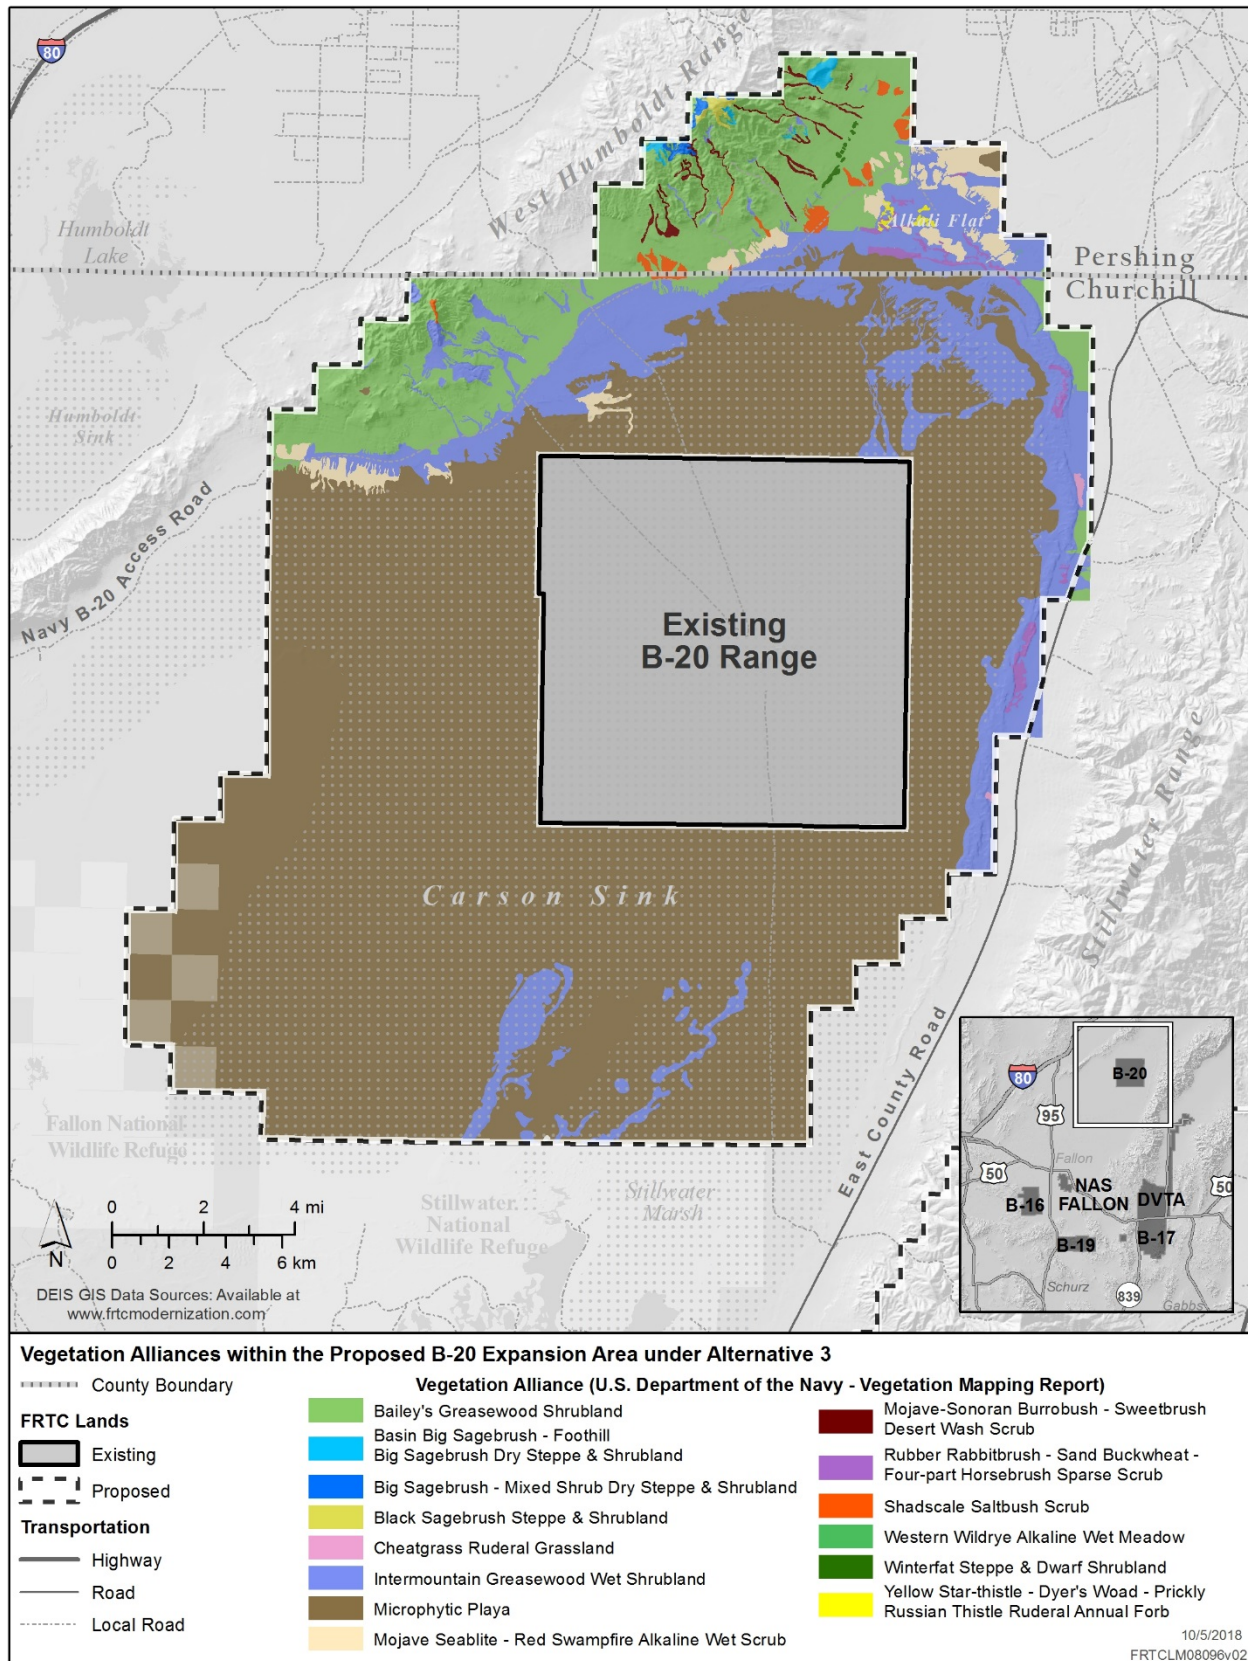 80
West Humboldt Range
Humboldt
Lake
Alkali Flat
Pershing
Churchill
Humboldt
Sink
Navy B-20 Access Road
Existing
B-20 Range
Stillwater Range
Carson Sink
East County Road
Fallon National
Wildlife Refuge
Stillwater
National
Wildlife Refuge
Stillwater
Marsh
0 2 4 mi
0 2 4 6 km
N
DEIS GIS Data Sources: Available at
www.frtcmodernization.com
80
B-20
95
Fallon
50
NAS
FALLON
DVTA
50
B-16
B-19
B-17
Schurz
839
Gabbs
Vegetation Alliances within the Proposed B-20 Expansion Area under Alternative 3
County Boundary
FRTC Lands
Existing
Proposed
Transportation
Highway
Road
Local Road
Vegetation Alliance (U.S. Department of the Navy - Vegetation Mapping Report)
Bailey's Greasewood Shrubland
Basin Big Sagebrush - Foothill
Big Sagebrush Dry Steppe & Shrubland
Big Sagebrush - Mixed Shrub Dry Steppe & Shrubland
Black Sagebrush Steppe & Shrubland
Cheatgrass Ruderal Grassland
Intermountain Greasewood Wet Shrubland
Microphytic Playa
Mojave Seablite - Red Swampfire Alkaline Wet Scrub
Mojave-Sonoran Burrobush - Sweetbrush
Desert Wash Scrub
Rubber Rabbitbrush - Sand Buckwheat -
Four-part Horsebrush Sparse Scrub
Shadscale Saltbush Scrub
Western Wildrye Alkaline Wet Meadow
Winterfat Steppe & Dwarf Shrubland
Yellow Star-thistle - Dyer's Woad - Prickly
Russian Thistle Ruderal Annual Forb
10/5/2018
FRTCLM08096v02